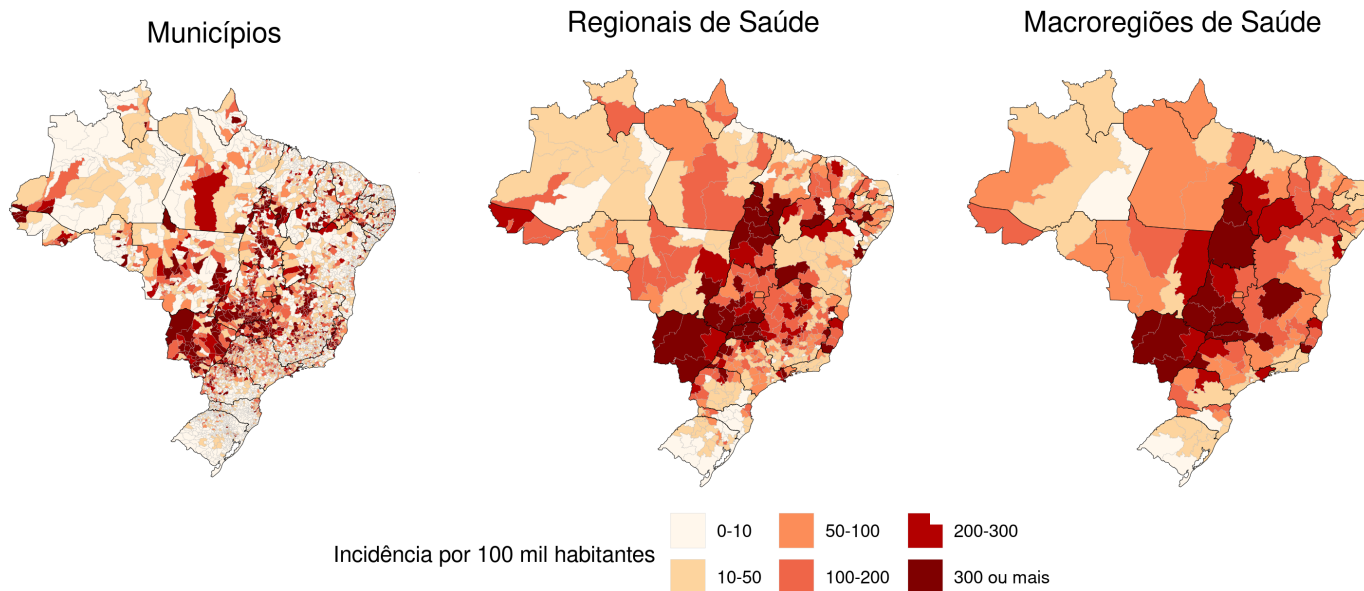 Municípios
Regionais de Saúde
Macroregiões de Saúde
Incidência por 100 mil habitantes
0-10
50-100
200-300
10-50
100-200
300 ou mais